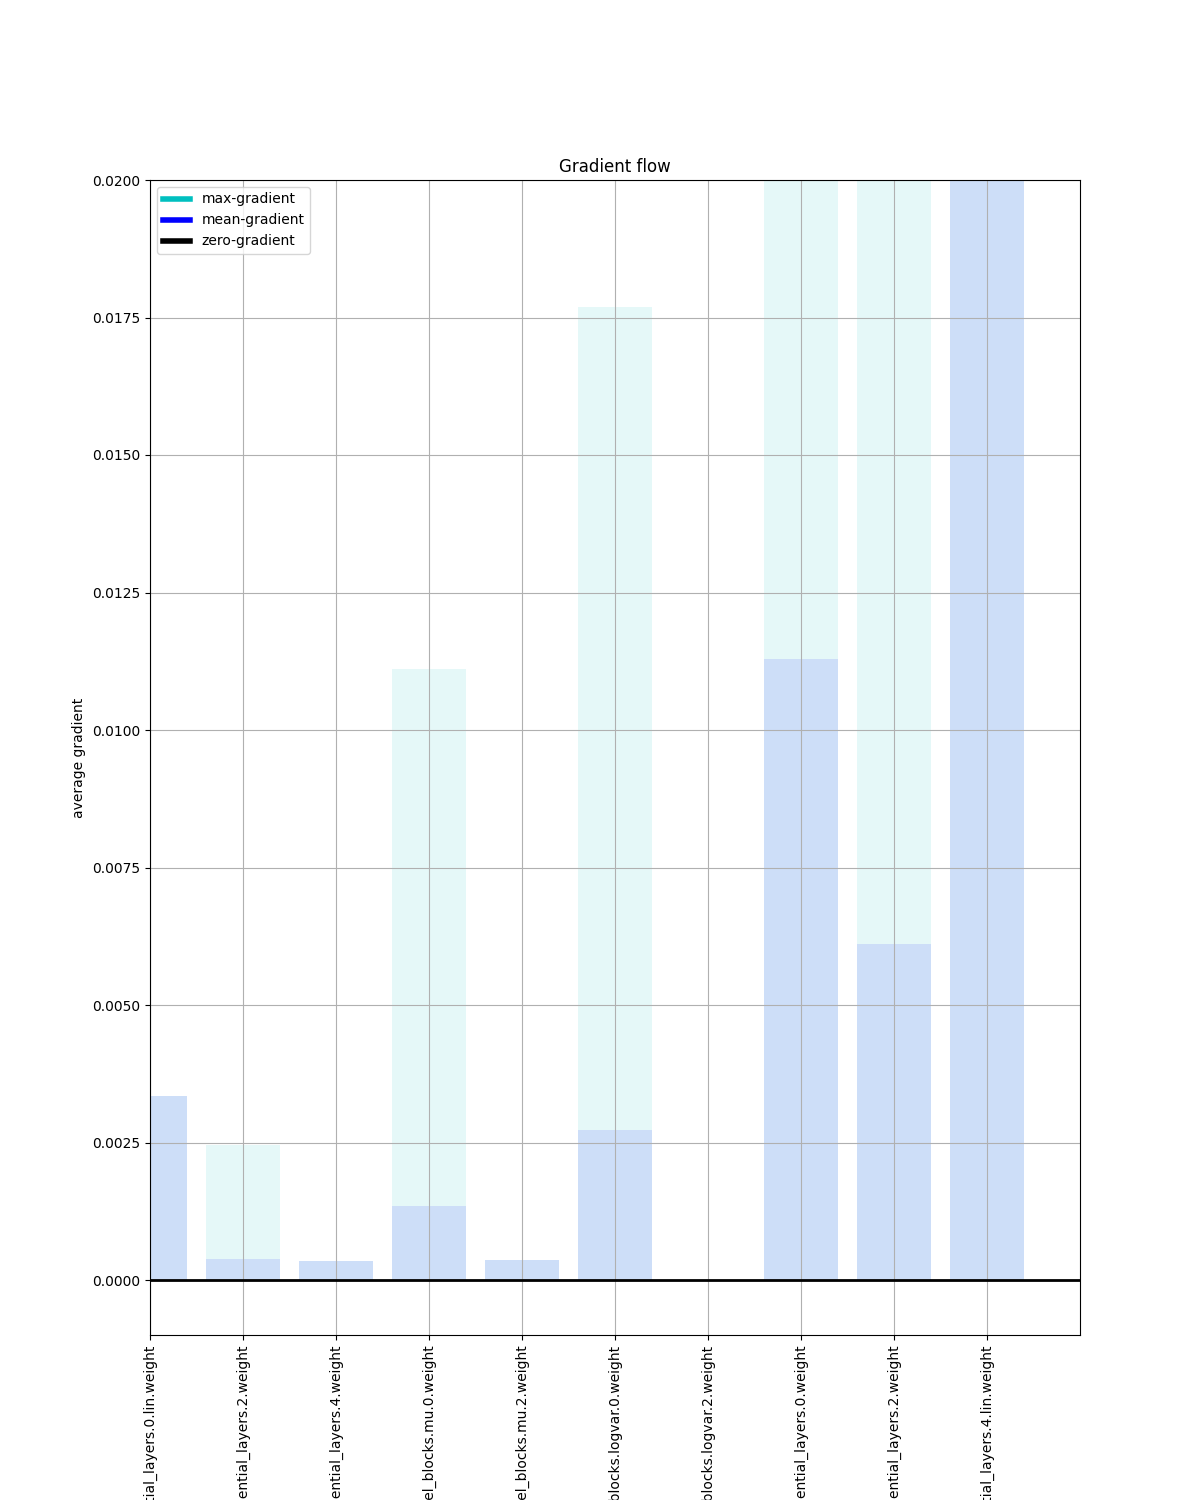 Gradient flow
max-gradient
mean-gradient
zero-gradient
0.0200
0.0175
0.0150
0.0125
0.0100
0.0075
0.0050
0.0025
0.0000
average gradient
tial_layers.0.lin.weight
ential_layers.2.weight
ential_layers.4.weight
el_blocks.mu.0.weight
el_blocks.mu.2.weight
blocks.logvar.0.weight
blocks.logvar.2.weight
ential_layers.0.weight
ential_layers.2.weight
tial_layers.4.lin.weight